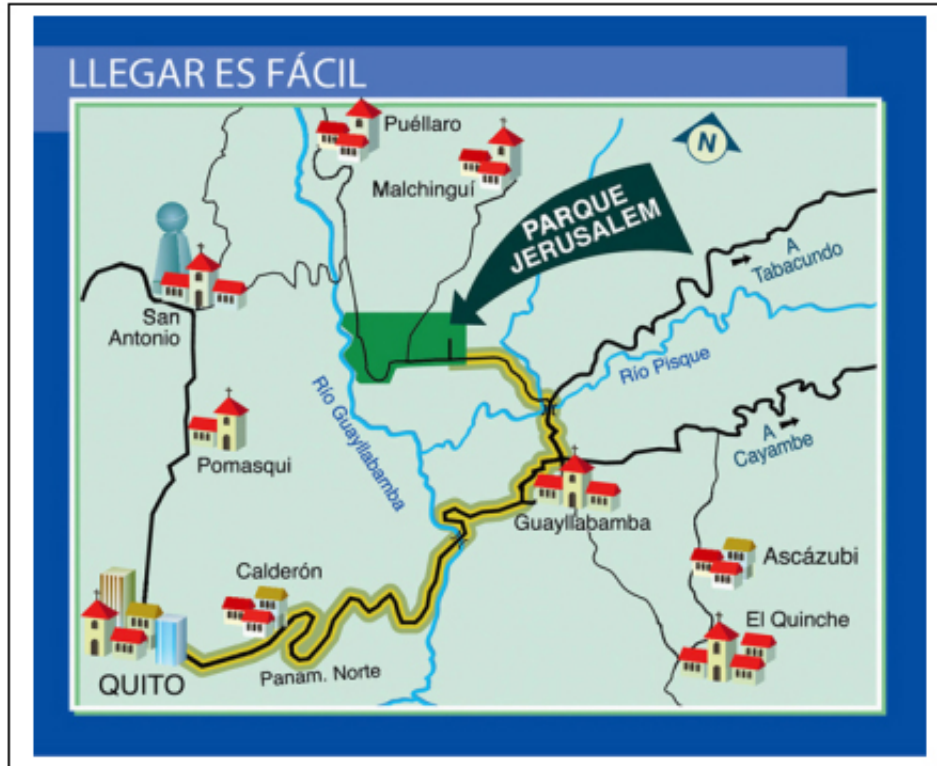 LLEGAR ES FÁCIL
Puéllaro
N
Malchinguí
PARQUE
JERUSALEM
A
Tabacundo
San
Antonio
Río Pisque
Río Guayllabamba
A
Cayambe
Pomasqui
Guayllabamba
Calderón
Ascázubi
El Quinche
Panam. Norte
QUITO